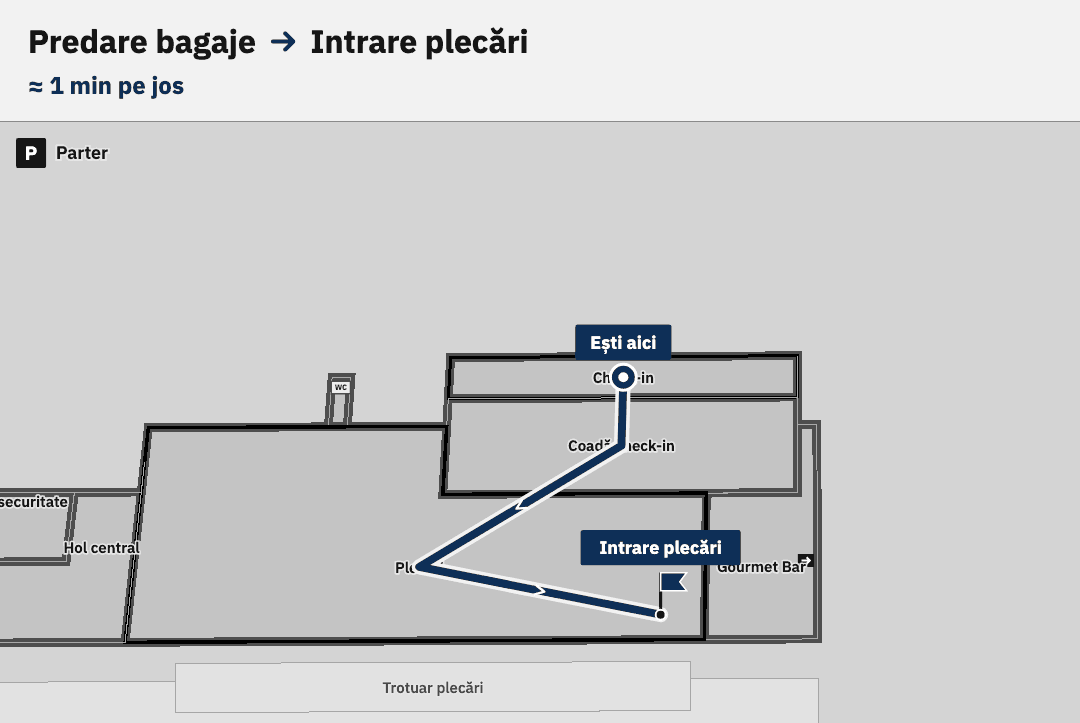 Predare bagaje → Intrare plecări
≈ 1 min pe jos
P Parter
Ești aici
wc
securitate
Hol central
Intrare plecări
Gourmet Bar
Trotuar plecări